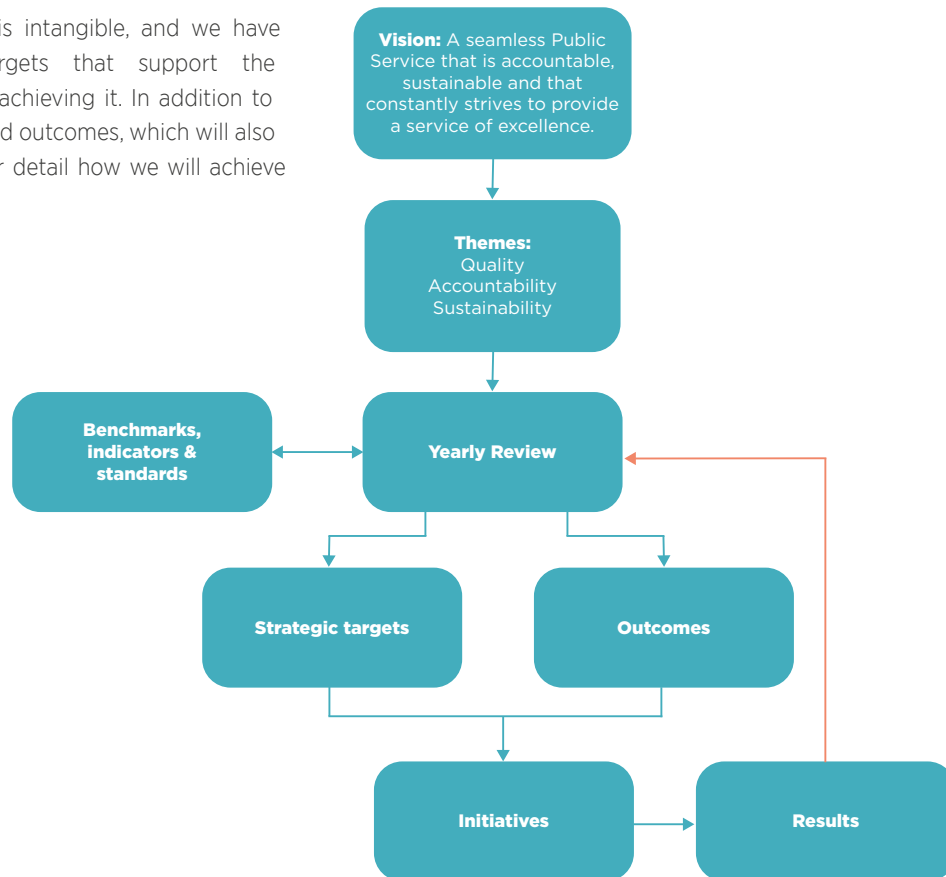 is intangible, and we have
rgets that support the
achieving it. In addition to
d outcomes, which will also
r detail how we will achieve
Vision: A seamless Public
Service that is accountable,
sustainable and that
constantly strives to provide
a service of excellence.
Themes:
Quality
Accountability
Sustainability
Benchmarks,
indicators &
standards
Yearly Review
Strategic targets
Outcomes
Initiatives
Results